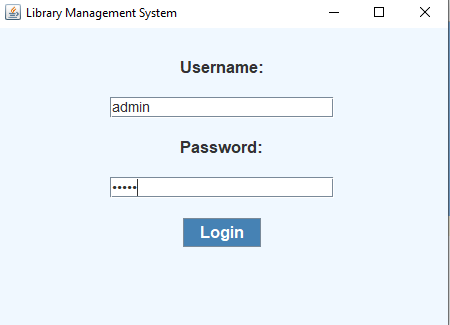 Library Management System
Username:
admin
Password:
•••••
Login